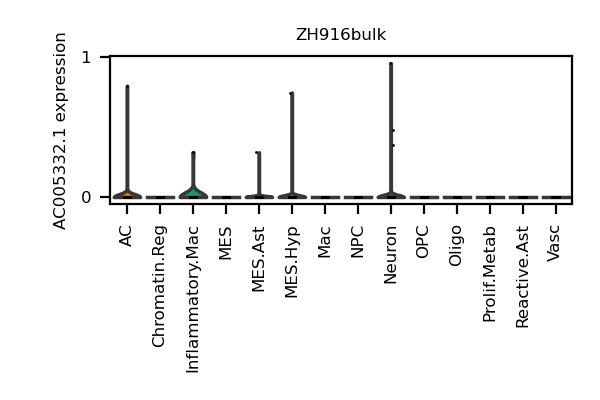 ZH916bulk
AC005332.1 expression
1
0
AC
Chromatin.Reg
Inflammatory.Mac
MES
MES.Ast
MES.Hyp
Mac
NPC
Neuron
OPC
Oligo
Prolif.Metab
Reactive.Ast
Vasc